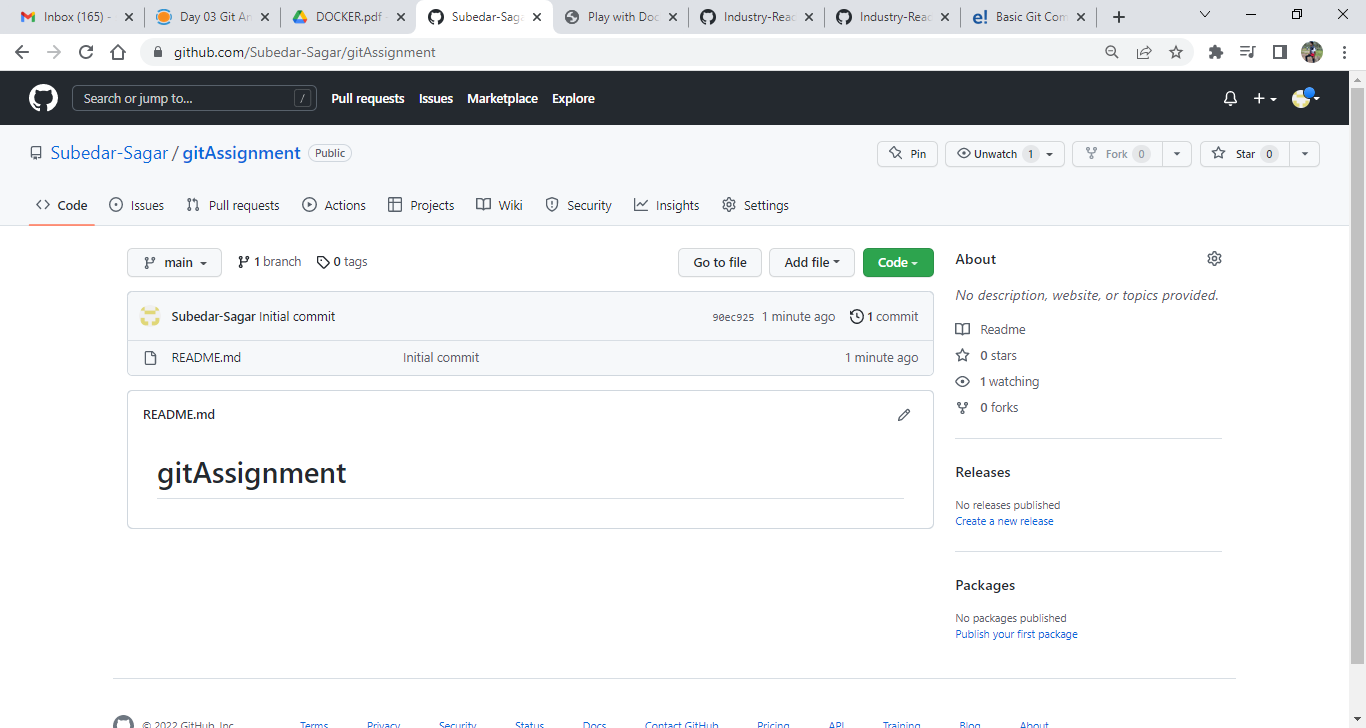 Inbox (165) - Day 03 Git An DOCKER.pdf - Subedar-Saga Play with Doc Industry-Read Industry-Read e! Basic Git Com
github.com/Subedar-Sagar/gitAssignment
Search or jump to... / Pull requests Issues Marketplace Explore
Subedar-Sagar / gitAssignment Public Pin Unwatch 1 Fork 0 Star 0
Code Issues Pull requests Actions Projects Wiki Security Insights Settings
main 1 branch 0 tags Go to file Add file Code
About
No description, website, or topics provided.
Subedar-Sagar Initial commit 90ec925 1 minute ago 1 commit
README.md Initial commit 1 minute ago
Readme
0 stars
1 watching
0 forks
README.md
gitAssignment
Releases
No releases published
Create a new release
Packages
No packages published
Publish your first package
© 2022 GitHub, Inc. Terms Privacy Security Status Docs Contact GitHub Pricing API Training Blog About